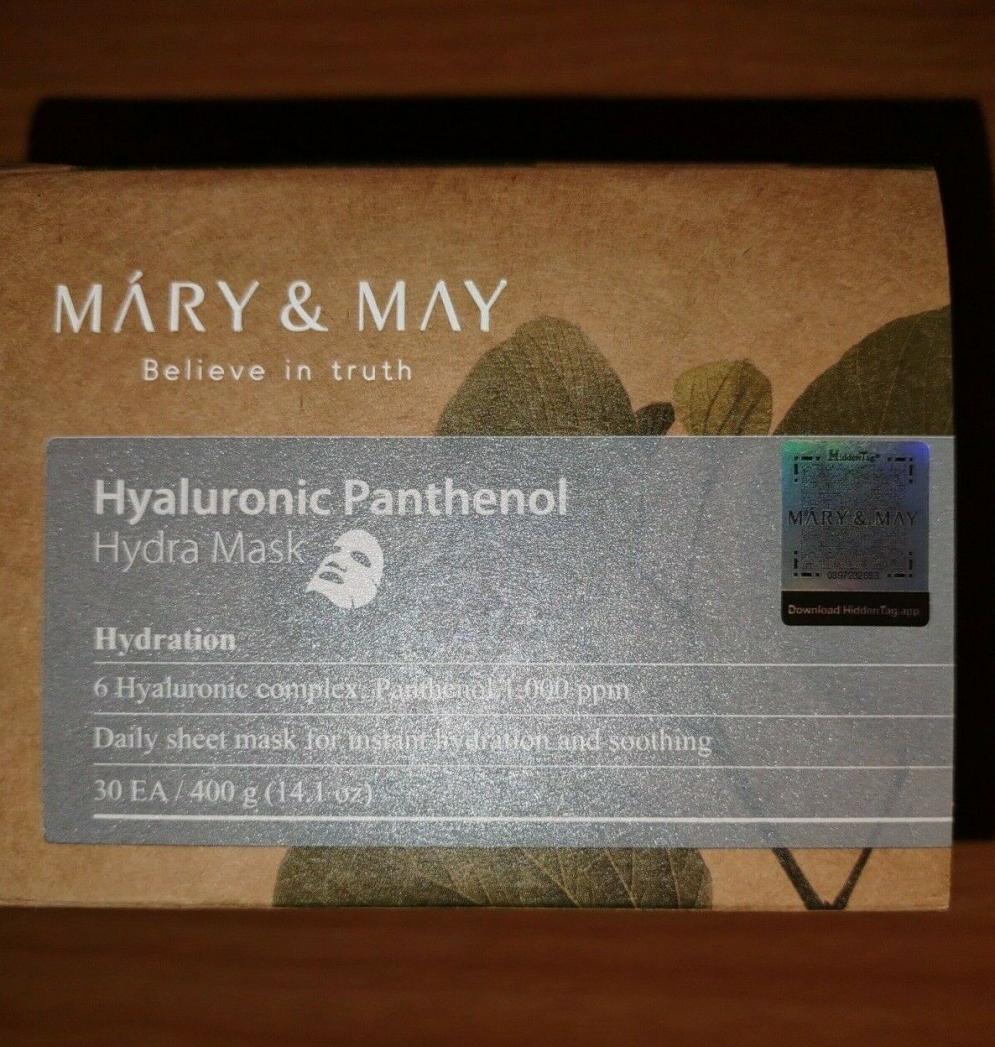 MÁRY & MAY
Believe in truth
Hyaluronic Panthenol
Hydra Mask
HiddenTag®
MÁRY & MAY
Download HiddenTag app
Hydration
6 Hyaluronic complex, Panthenol 1,000 ppm
Daily sheet mask for instant hydration and soothing
30 EA / 400 g (14.1 oz)